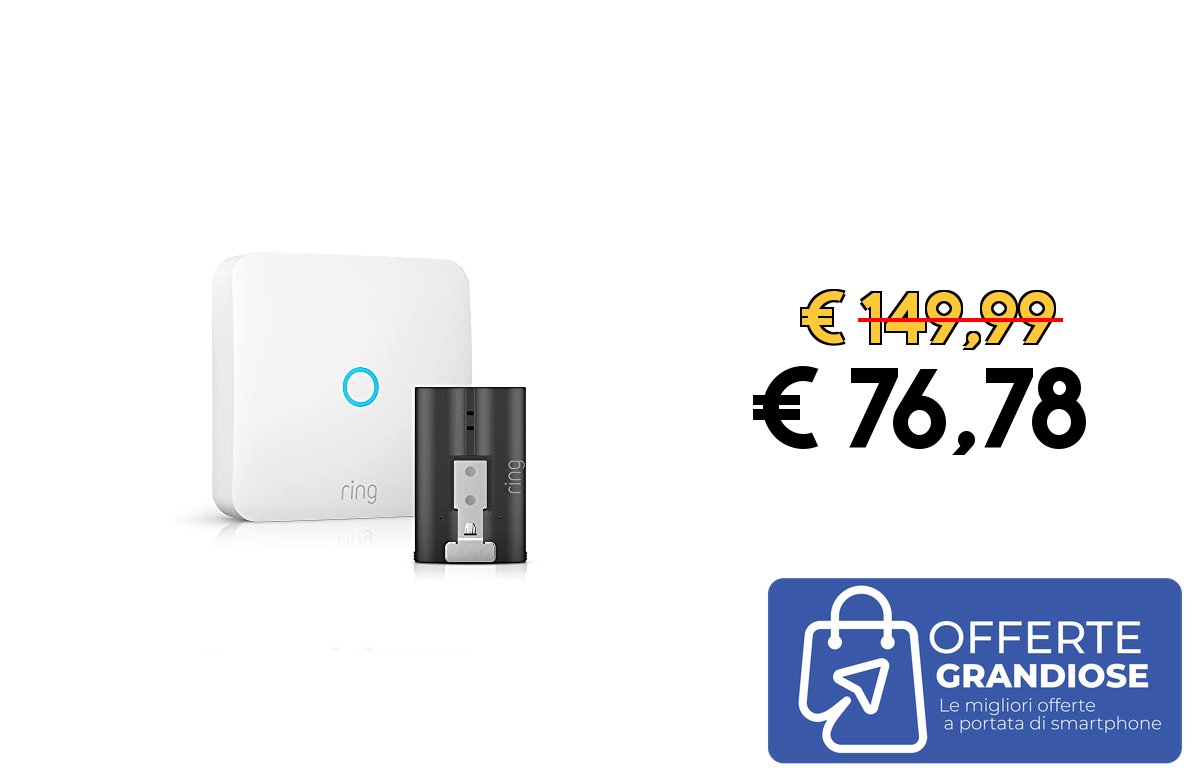 € 149,99
€ 76,78
ring
ring
OFFERTE
GRANDIOSE
Le migliori offerte
a portata di smartphone